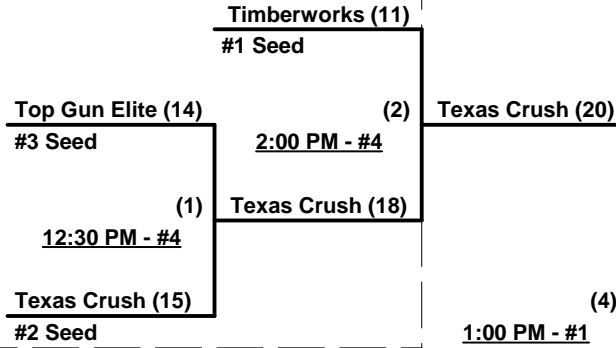 Timberworks (11)
#1 Seed
Top Gun Elite (14)
(2)
Texas Crush (20)
#3 Seed
2:00 PM - #4
(1)
Texas Crush (18)
12:30 PM - #4
Texas Crush (15)
(4)
#2 Seed
1:00 PM - #1